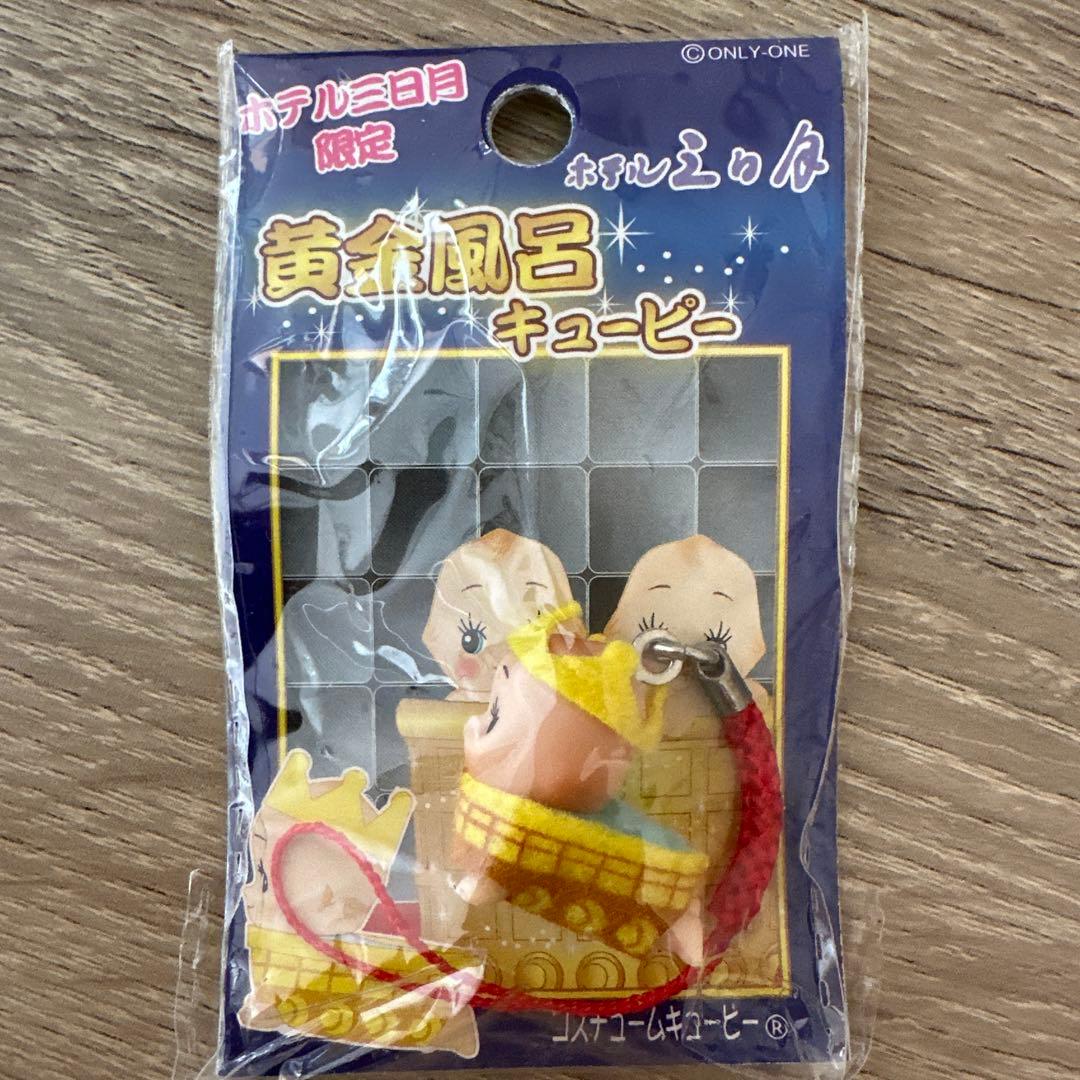 ©ONLY-ONE
ホテル三日月
限定
ホテル三日月
黄金風呂
キューピー
コスチュームキューピー®